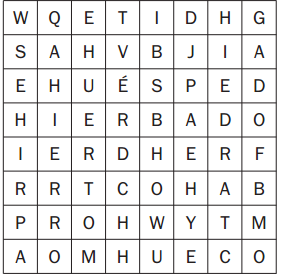 W Q E T I D H G
S A H V B J I A
E H U É S P E D
H I E R B A D O
I E R D H E R F
R R T C O H A B
P R O H W Y T M
A O M H U E C O